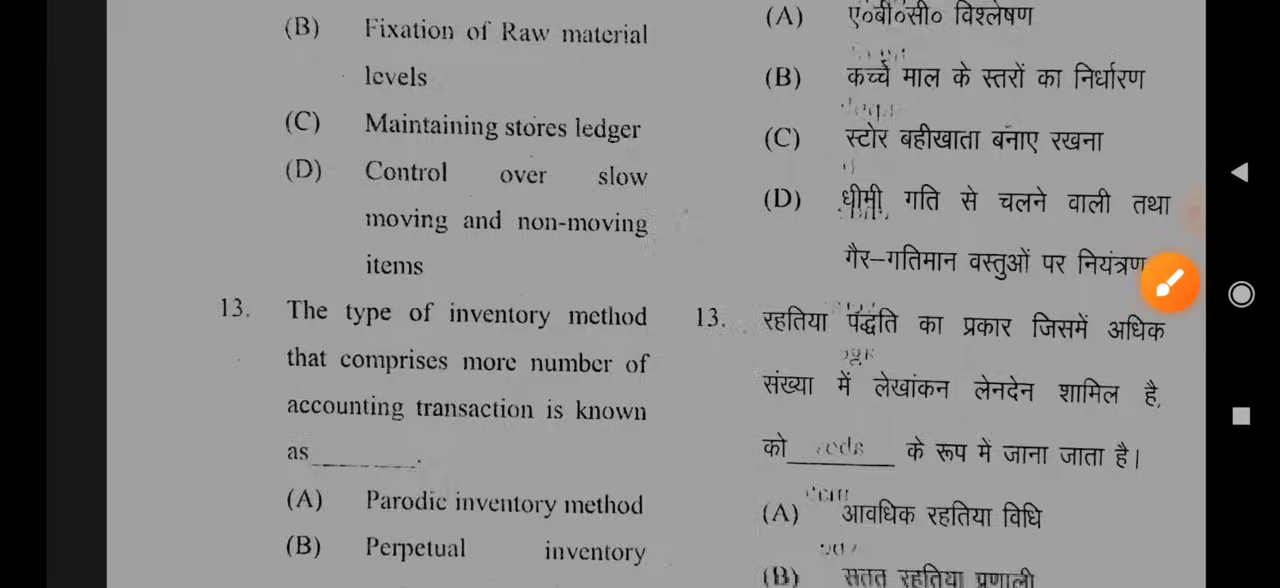 (B) Fixation of Raw material
levels
(C) Maintaining stores ledger
(D) Control over slow
moving and non-moving
items
13. The type of inventory method
that comprises more number of
accounting transaction is known
as________.
(A) Parodic inventory method
(B) Perpetual inventory
(A) ए०बी०सी० विश्लेषण
(B) कच्चे माल के स्तरों का निर्धारण
(C) स्टोर बहीखाता बनाए रखना
(D) धीमी गति से चलने वाली तथा
गैर–गतिमान वस्तुओं पर नियंत्रण
13. रहतिया पद्धति का प्रकार जिसमें अधिक
संख्या में लेखांकन लेनदेन शामिल है,
को________ के रूप में जाना जाता है।
(A) आवधिक रहतिया विधि
(B) सतत रहतिया प्रणाली